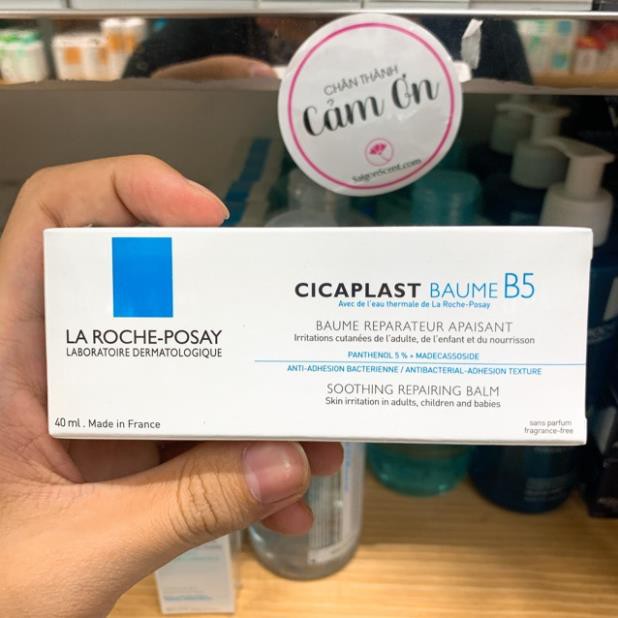 CHÂN THÀNH
Cảm Ơn
SaigonScent.com
LA ROCHE-POSAY
LABORATOIRE DERMATOLOGIQUE
40 ml . Made in France
CICAPLAST BAUME B5
Avec de l'eau thermale de La Roche-Posay
BAUME REPARATEUR APAISANT
Irritations cutanées de l'adulte, de l'enfant et du nourrisson
PANTHENOL 5 % + MADECASSOSIDE
ANTI-ADHESION BACTERIENNE / ANTIBACTERIAL-ADHESION TEXTURE
SOOTHING REPAIRING BALM
Skin irritation in adults, children and babies
sans parfum
fragrance-free